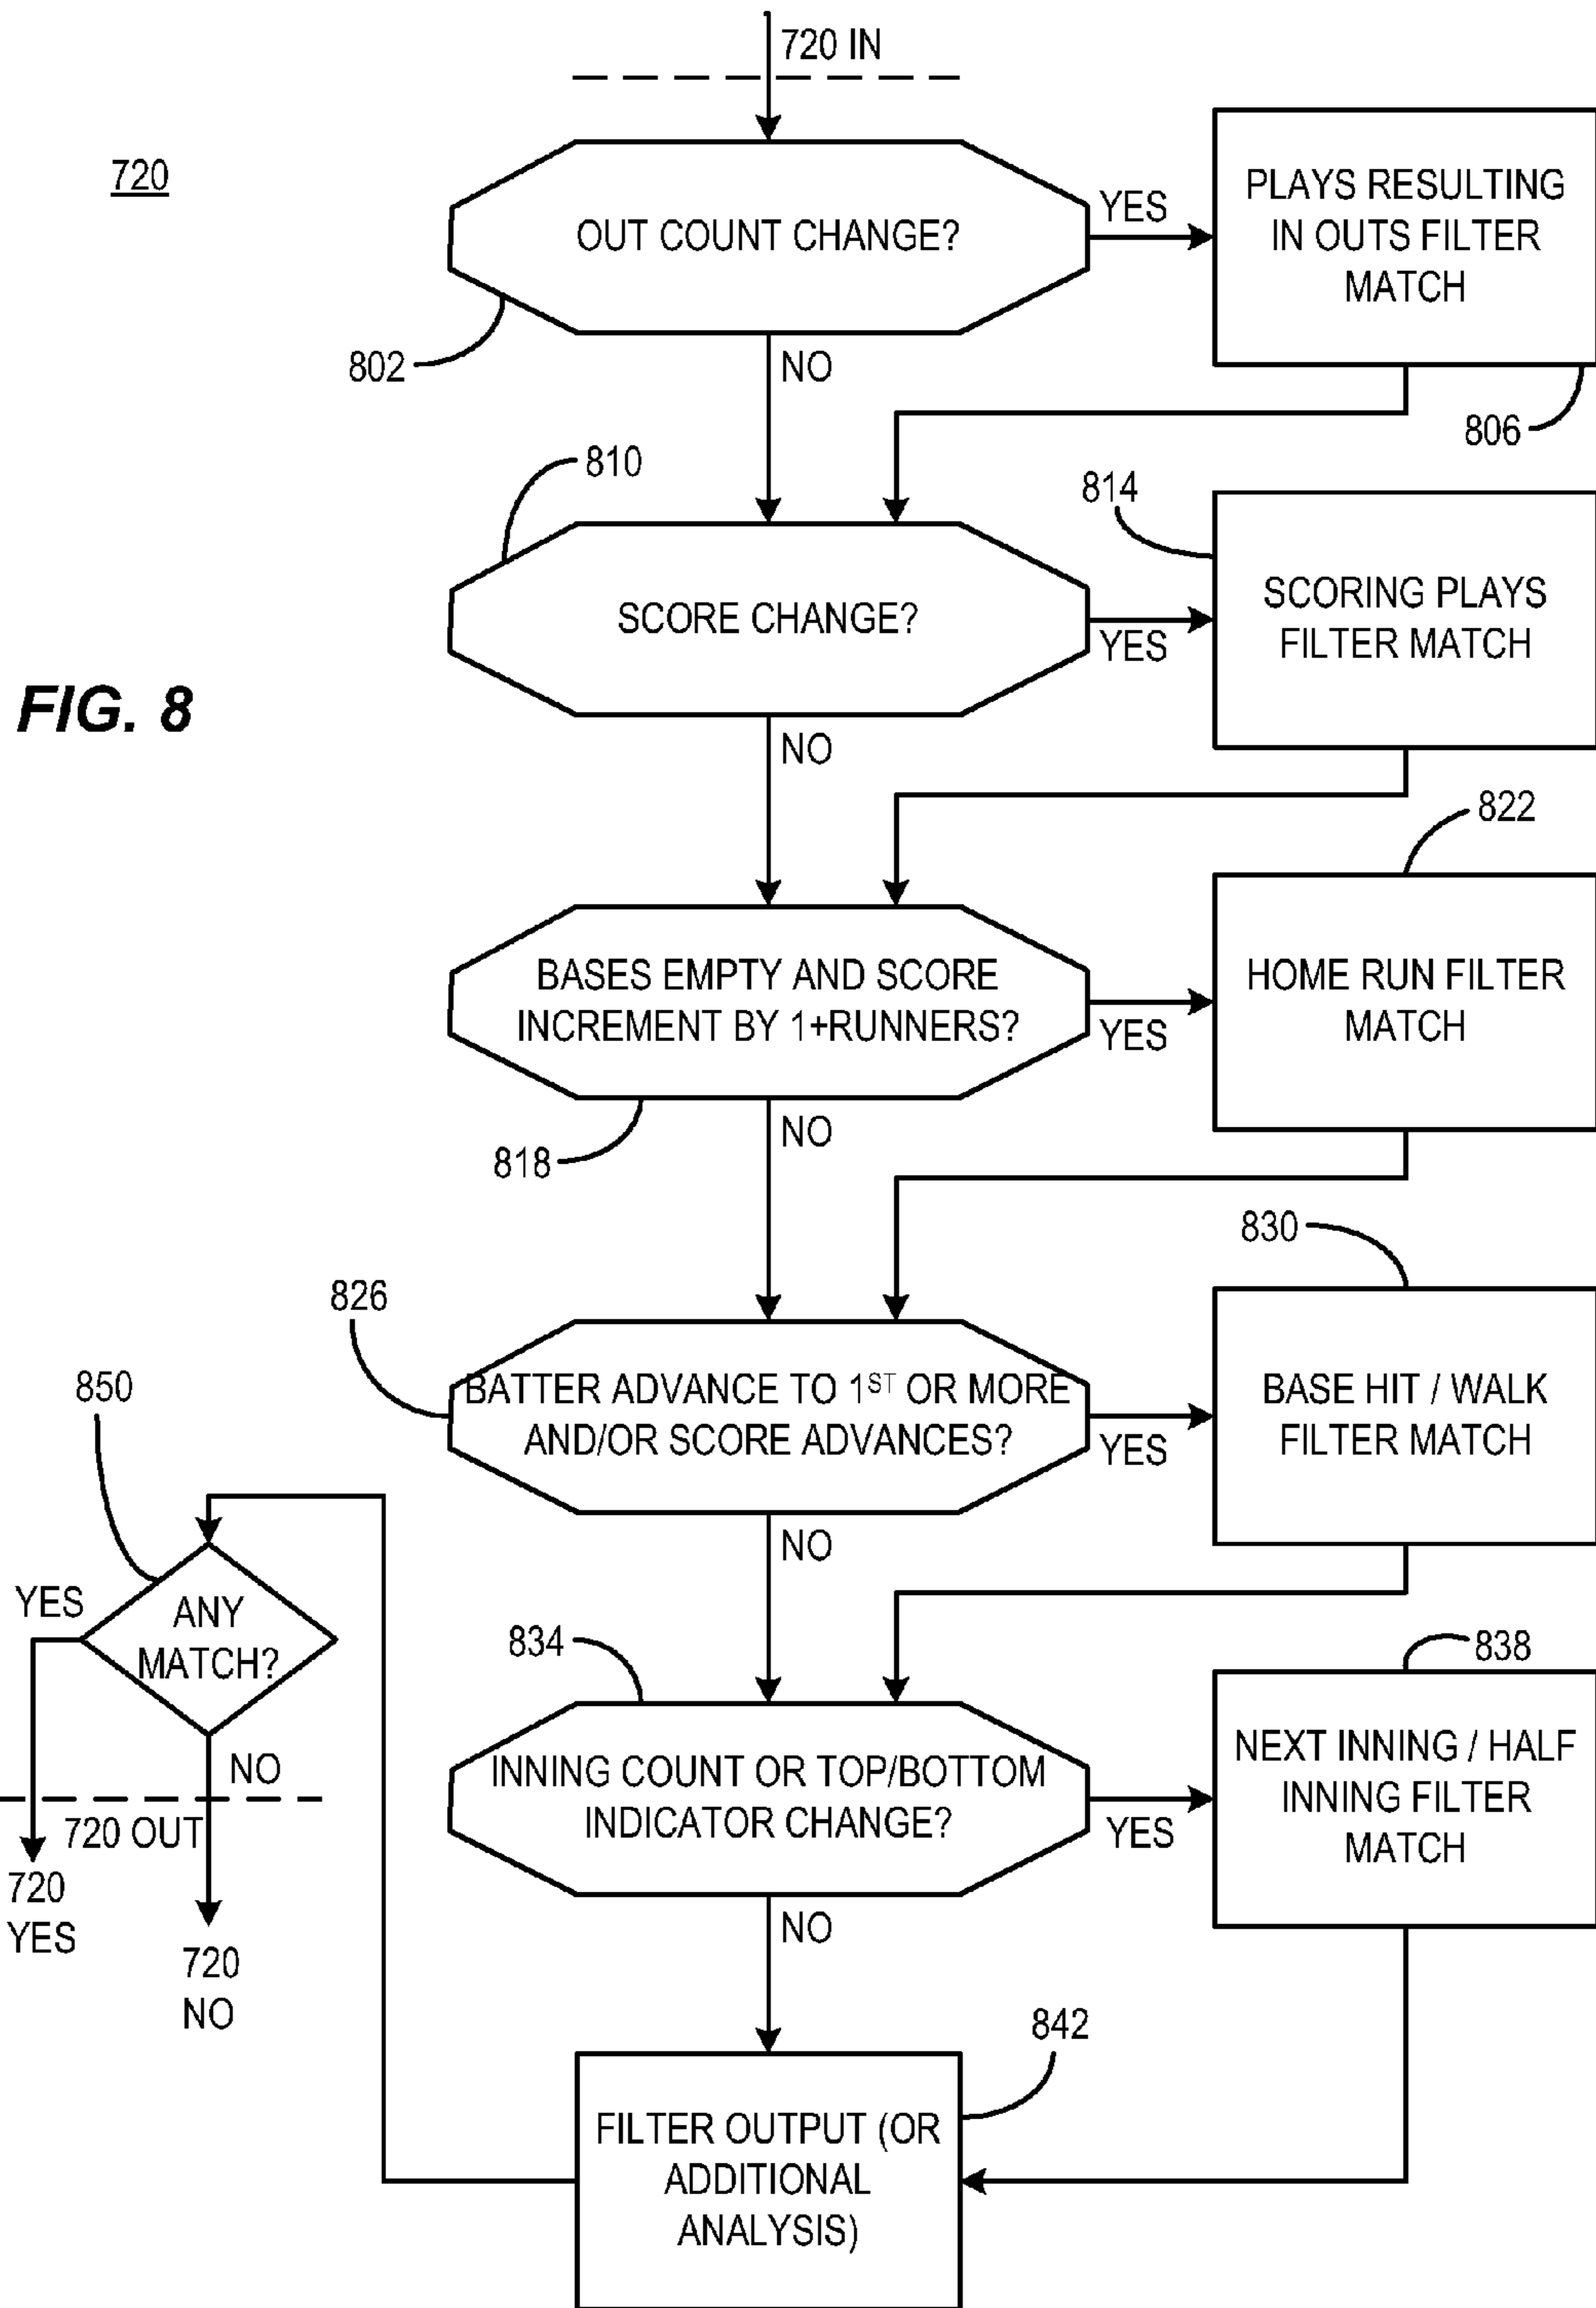 720 IN
720
OUT COUNT CHANGE?
YES
PLAYS RESULTING
IN OUTS FILTER
MATCH
802
NO
806
810
814
SCORE CHANGE?
YES
SCORING PLAYS
FILTER MATCH
FIG. 8
NO
822
BASES EMPTY AND SCORE
INCREMENT BY 1+RUNNERS?
YES
HOME RUN FILTER
MATCH
818
NO
830
826
BATTER ADVANCE TO 1ST OR MORE
AND/OR SCORE ADVANCES?
YES
BASE HIT / WALK
FILTER MATCH
850
NO
YES
ANY
MATCH?
834
838
NO
INNING COUNT OR TOP/BOTTOM
INDICATOR CHANGE?
YES
NEXT INNING / HALF
INNING FILTER
MATCH
720 OUT
720
YES
720
NO
NO
842
FILTER OUTPUT (OR
ADDITIONAL
ANALYSIS)